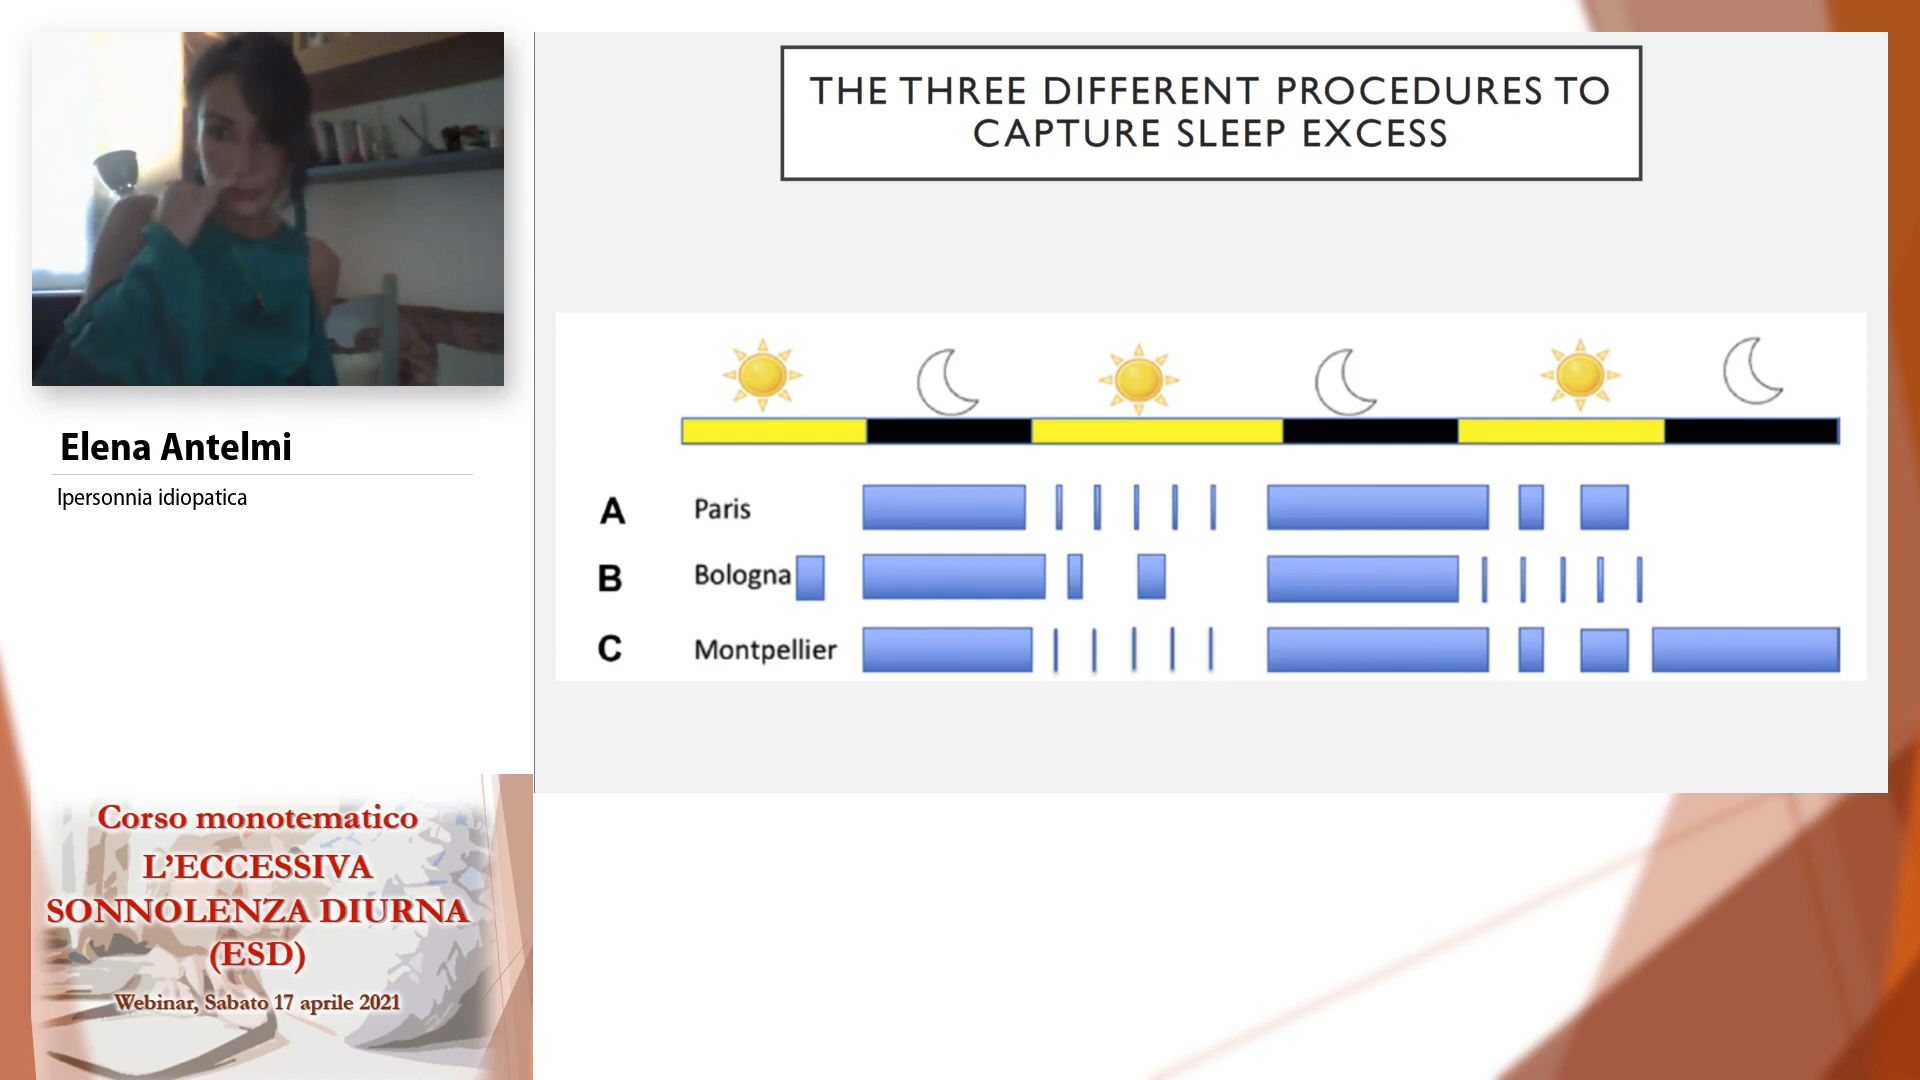 THE THREE DIFFERENT PROCEDURES TO
CAPTURE SLEEP EXCESS
A Paris
B Bologna
C Montpellier
Elena Antelmi
Ipersonnia idiopatica
Corso monotematico
L’ECCESSIVA
SONNOLENZA DIURNA
(ESD)
Webinar, Sabato 17 aprile 2021